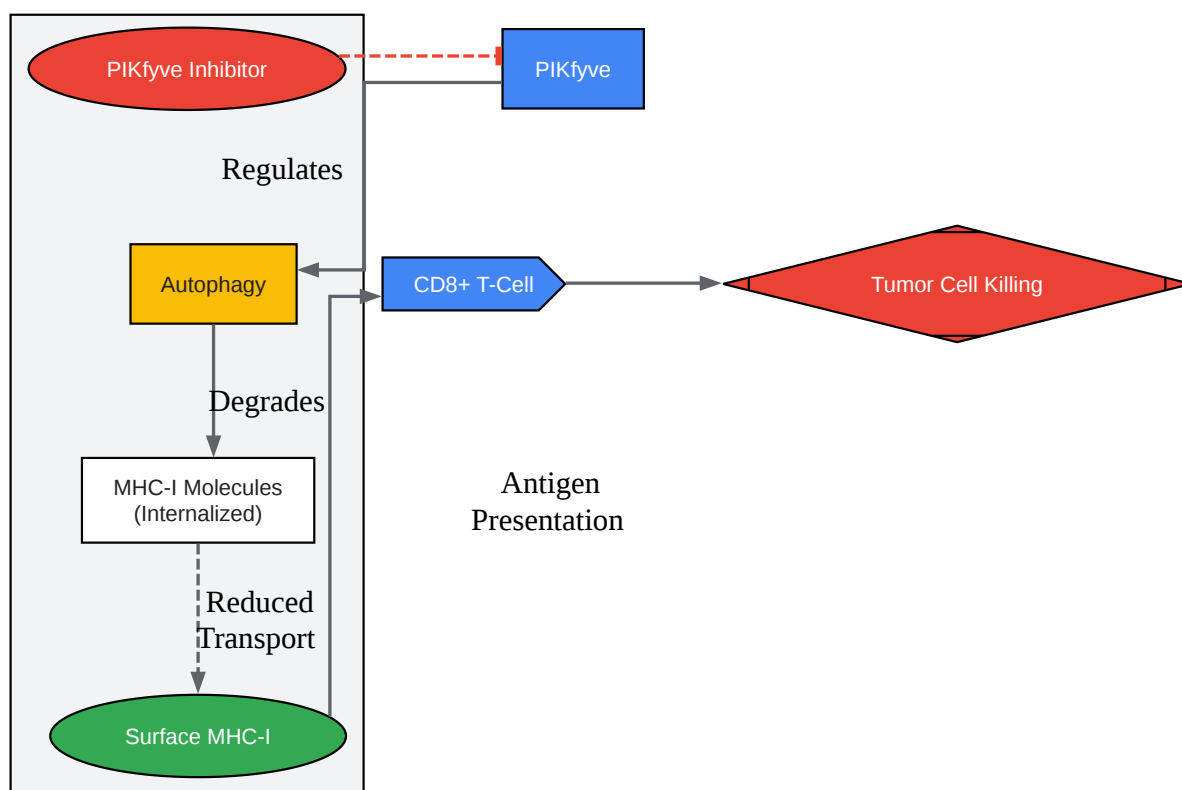 PIKfyve Inhibitor
PIKfyve
Regulates
Autophagy
CD8+ T-Cell
Tumor Cell Killing
Degrades
MHC-I Molecules
(Internalized)
Antigen
Presentation
Reduced
Transport
Surface MHC-I